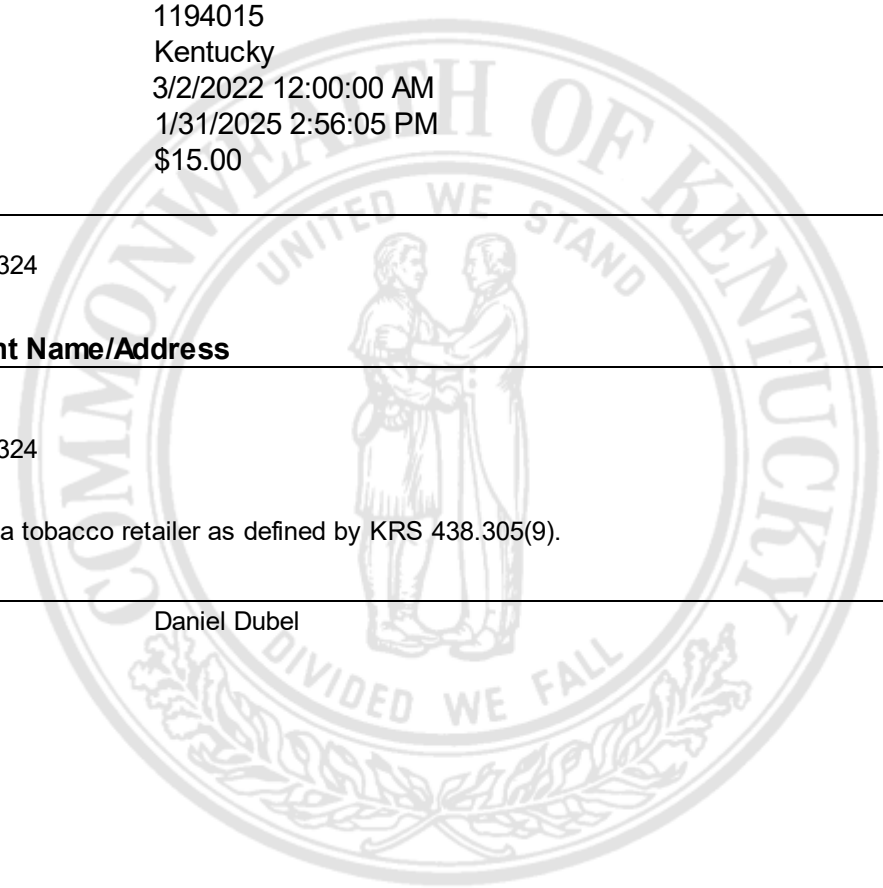 1194015
Kentucky
3/2/2022 12:00:00 AM
1/31/2025 2:56:05 PM
$15.00
324
nt Name/Address
324
a tobacco retailer as defined by KRS 438.305(9).
Daniel Dubel
COMMONWEALTH OF KENTUCKY
UNITED WE STAND
DIVIDED WE FALL